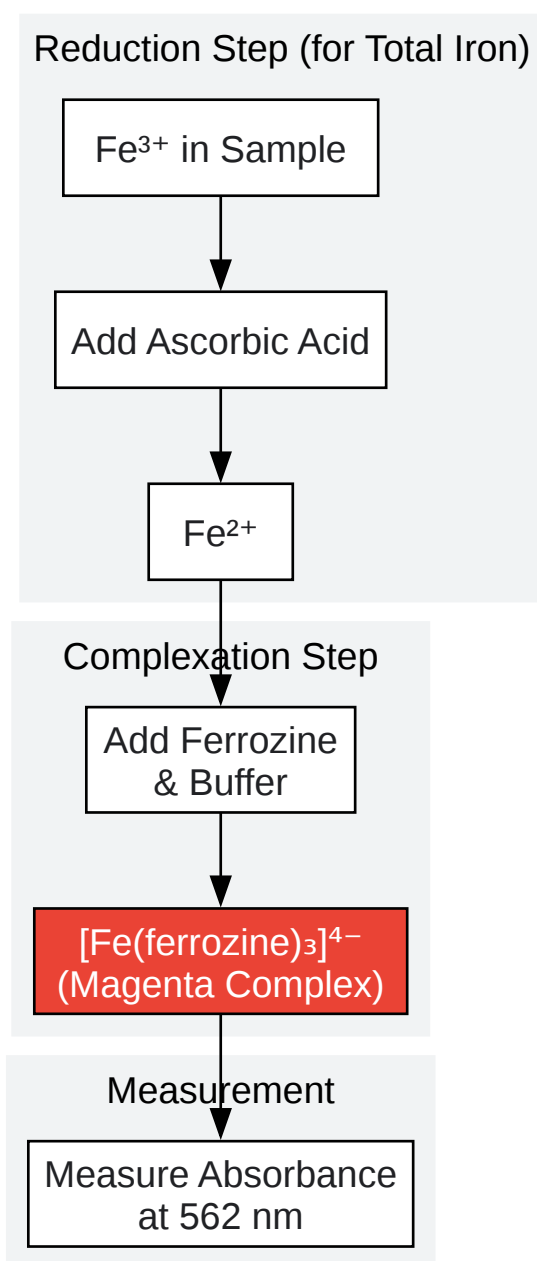 Reduction Step (for Total Iron)
Fe³⁺ in Sample
Add Ascorbic Acid
Fe²⁺
Complexation Step
Add Ferrozine
& Buffer
[Fe(ferrozine)₃]⁴⁻
(Magenta Complex)
Measurement
Measure Absorbance
at 562 nm